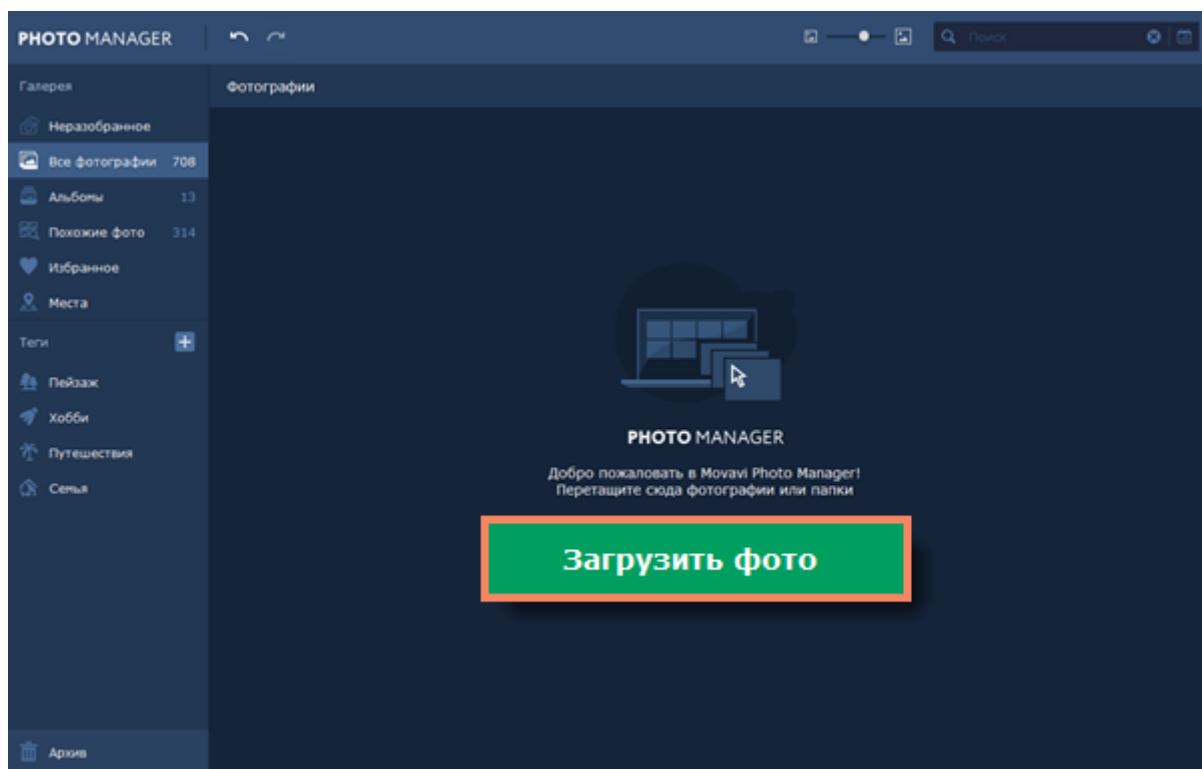 PHOTO MANAGER
Поиск
Галерея
Фотографии
Неразобранное
Все фотографии 708
Альбомы 13
Похожие фото 314
Избранное
Места
Теги
Пейзаж
Хобби
Путешествия
Семья
PHOTO MANAGER
Добро пожаловать в Movavi Photo Manager!
Перетащите сюда фотографии или папки
Загрузить фото
Архив